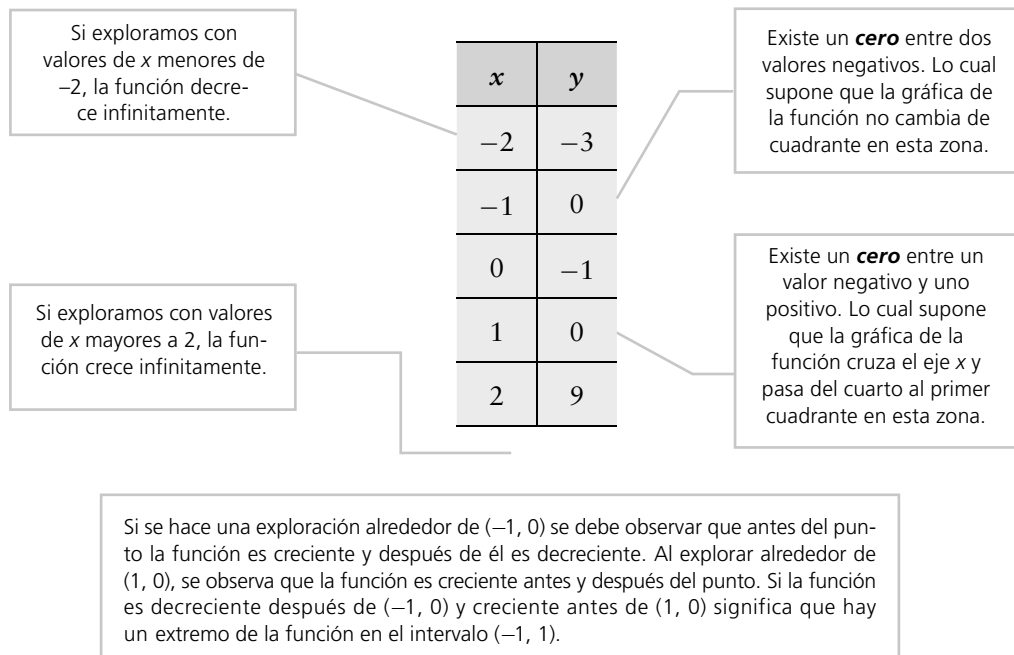 Si exploramos con
valores de x menores de
–2, la función decre-
ce infinitamente.
x y
−2 −3
−1 0
0 −1
1 0
2 9
Existe un cero entre dos
valores negativos. Lo cual
supone que la gráfica de
la función no cambia de
cuadrante en esta zona.
Si exploramos con valores
de x mayores a 2, la fun-
ción crece infinitamente.
Existe un cero entre un
valor negativo y uno
positivo. Lo cual supone
que la gráfica de la
función cruza el eje x y
pasa del cuarto al primer
cuadrante en esta zona.
Si se hace una exploración alrededor de (−1, 0) se debe observar que antes del pun-
to la función es creciente y después de él es decreciente. Al explorar alrededor de
(1, 0), se observa que la función es creciente antes y después del punto. Si la función
es decreciente después de (−1, 0) y creciente antes de (1, 0) significa que hay
un extremo de la función en el intervalo (−1, 1).